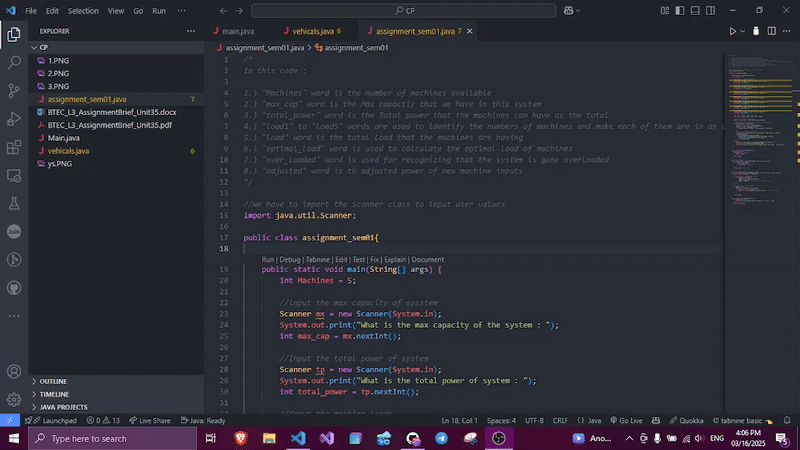 File Edit Selection View Go Run ···
CP
EXPLORER ···
main.java
vehicals.java 6
assignment_sem01.java 7
CP
1.PNG
2.PNG
3.PNG
assignment_sem01.java 7
BTEC_L3_AssignmentBrief_Unit35.docx
BTEC_L3_AssignmentBrief_Unit35.pdf
Main.java
vehicals.java 6
ys.PNG
OUTLINE
TIMELINE
JAVA PROJECTS
assignment_sem01.java > assignment_sem01
1 /*
2 In this code :
3
4 1.) "Machines" word is the number of machines available
5 2.) "max_cap" word is the Max capactiy that we have in this system
6 3.) "total_power" word is the Total power that the machines can have as the total
7 4.) "load1" to "load5" words are used to identify the numbers of machines and make each of them are in an
8 5.) "load" word is the total load that the machines are having
9 6.) "optimal_load" word is used to calculate the optimal load of machines
10 7.) "over_loaded" word is used for recognizing that the system is gone overloaded
11 8.) "adjusted" word is th adjusted power of new machine inputs
12 */
13
14 //We have to import the Scanner class to input user values
15 import java.util.Scanner;
16
17 public class assignment_sem01{
18
Run | Debug | Tabnine | Edit | Test | Fix | Explain | Document
19 public static void main(String[] args) {
20 int Machines = 5;
21
22 //input the max capacity of sysstem
23 Scanner mx = new Scanner(System.in);
24 System.out.print("What is the max capacity of the system : ");
25 int max_cap = mx.nextInt();
26
27 //Input the total power of system
28 Scanner tp = new Scanner(System.in);
29 System.out.print("What is the total power of system : ");
30 int total_power = tp.nextInt();
31
32 //Input the machine loads
Launchpad 0 13 Live Share Java: Ready Ln 18, Col 1 Spaces: 4 UTF-8 CRLF {} Java Go Live Quokka tabnine basic
Type here to search
Ano...
ENG
4:06 PM
03/16/2025
5